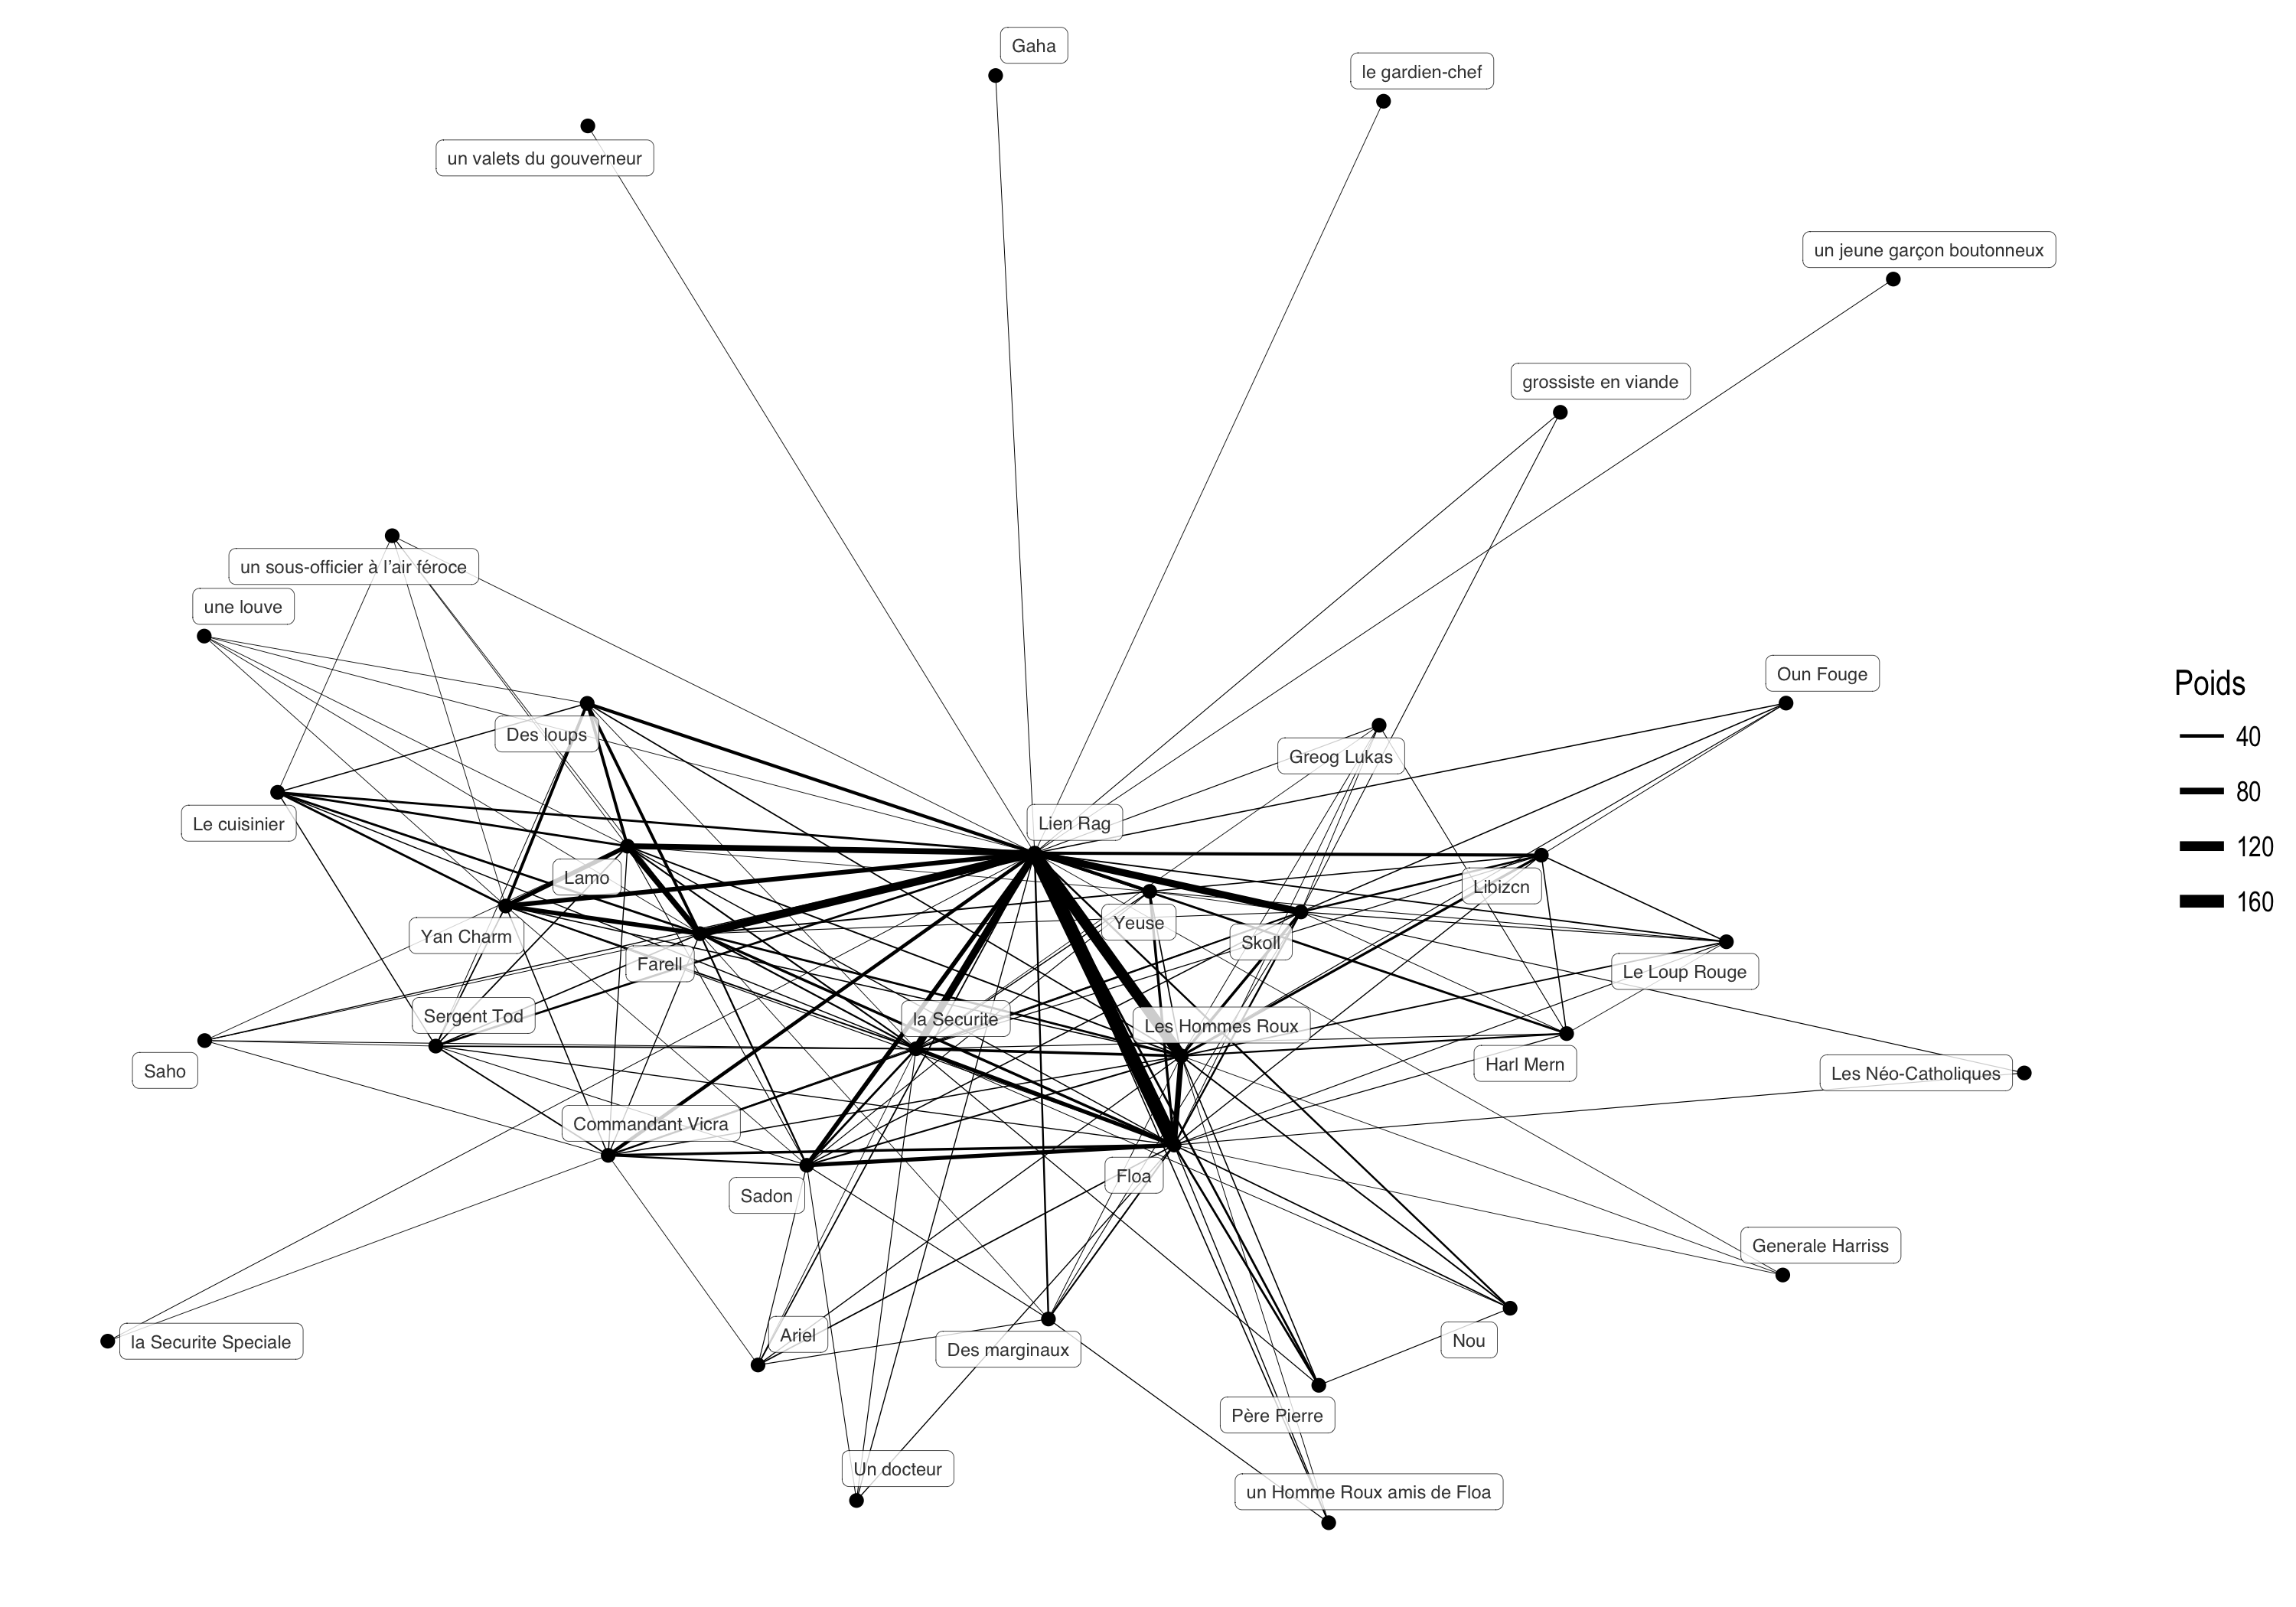 Gaha
le gardien-chef
un valets du gouverneur
un jeune garçon boutonneux
grossiste en viande
un sous-officier à l'air féroce
une louve
Oun Fouge
Poids
Des loups
40
Greog Lukas
80
Le cuisinier
Lien Rag
120
Lamo
Libizcn
160
Yeuse
Yan Charm
Skoll
Farell
Le Loup Rouge
Sergent Tod
la Securite
Les Hommes Roux
Harl Mern
Saho
Les Néo-Catholiques
Commandant Vicra
Floa
Sadon
Generale Harriss
Ariel
Nou
la Securite Speciale
Des marginaux
Père Pierre
Un docteur
un Homme Roux amis de Floa